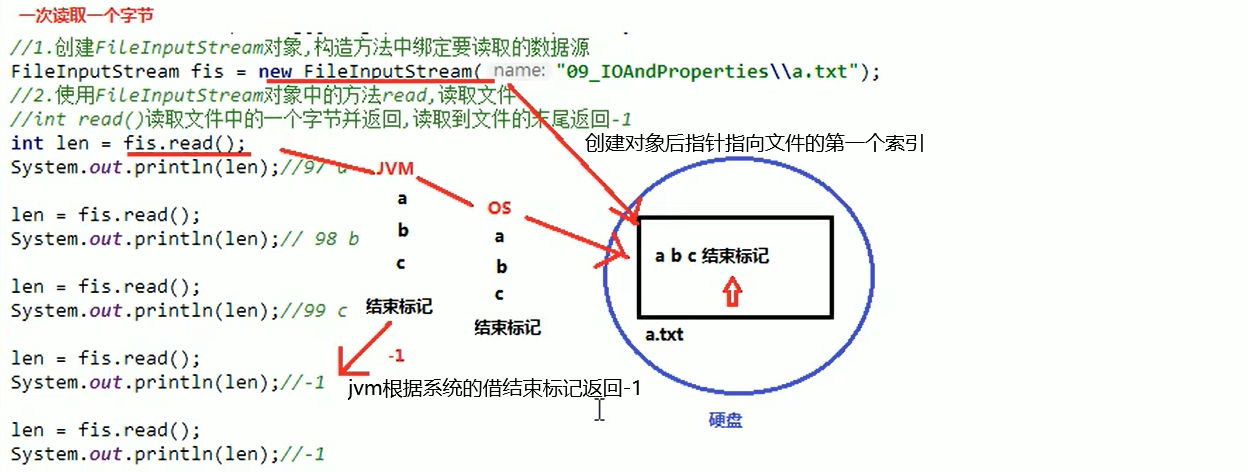 一次读取一个字节
//1.创建FileInputStream对象,构造方法中绑定要读取的数据源
FileInputStream fis = new FileInputStream( name: "09_IOAndProperties\\a.txt");
//2.使用FileInputStream对象中的方法read,读取文件
//int read()读取文件中的一个字节并返回,读取到文件的末尾返回-1
创建对象后指针指向文件的第一个索引
int len = fis.read();
System.out.println(len);//97 a
JVM
a
b
c
结束标记
OS
a
b
c
结束标记
a b c 结束标记
a.txt
硬盘
len = fis.read();
System.out.println(len);// 98 b
len = fis.read();
System.out.println(len);//99 c
len = fis.read();
-1
System.out.println(len);//-1
jvm根据系统的借结束标记返回-1
len = fis.read();
System.out.println(len);//-1